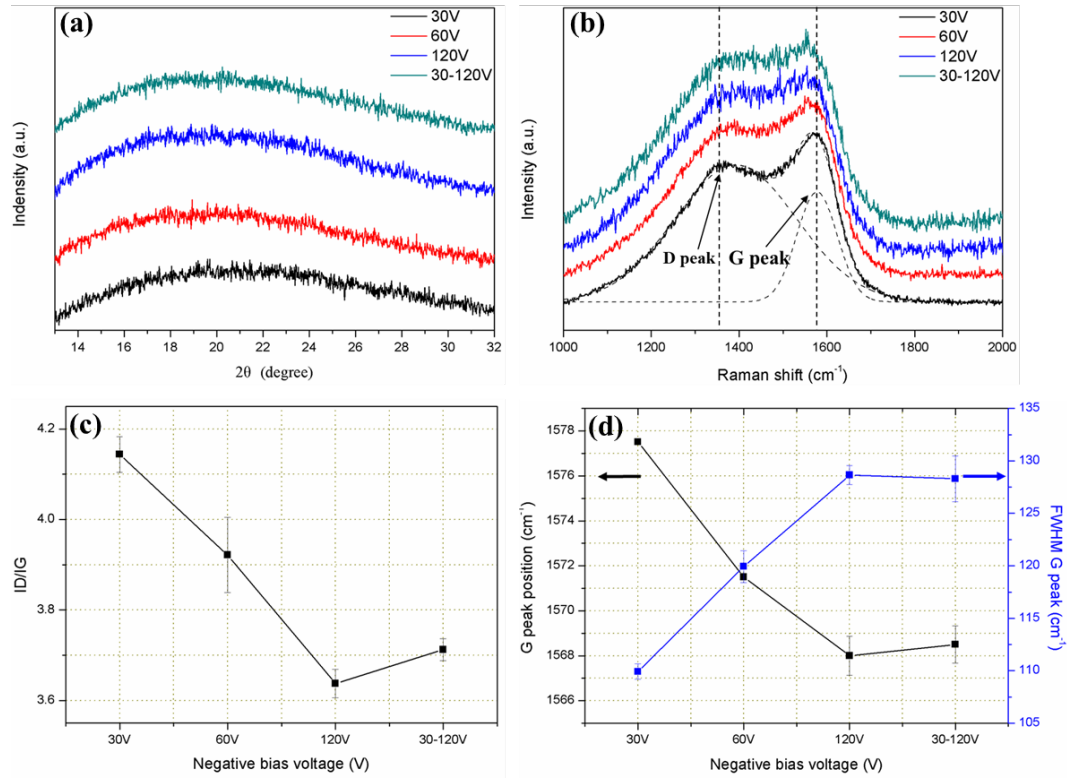 (a)
30V
60V
120V
30-120V
Indensity (a.u.)
14 16 18 20 22 24 26 28 30 32
2θ (degree)
(b)
30V
60V
120V
30-120V
Intensity (a.u.)
D peak
G peak
1000 1200 1400 1600 1800 2000
Raman shift (cm⁻¹)
(c)
4.2
4.0
3.8
3.6
ID/IG
30V 60V 120V 30-120V
Negative bias voltage (V)
(d)
1578
1576
1574
1572
1570
1568
1566
G peak position (cm⁻¹)
135
130
125
120
115
110
105
FWHM G peak (cm⁻¹)
30V 60V 120V 30-120V
Negative bias voltage (V)